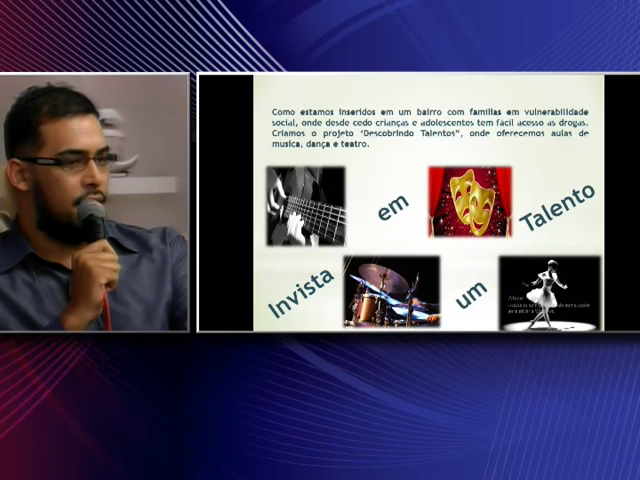 Como estamos inseridos em um bairro com famílias em vulnerabilidade
social, onde desde cedo crianças e adolescentes tem fácil acesso as drogas.
Criamos o projeto ‘Descobrindo Talentos”, onde oferecemos aulas de
musica, dança e teatro.
em
Talento
Invista
um